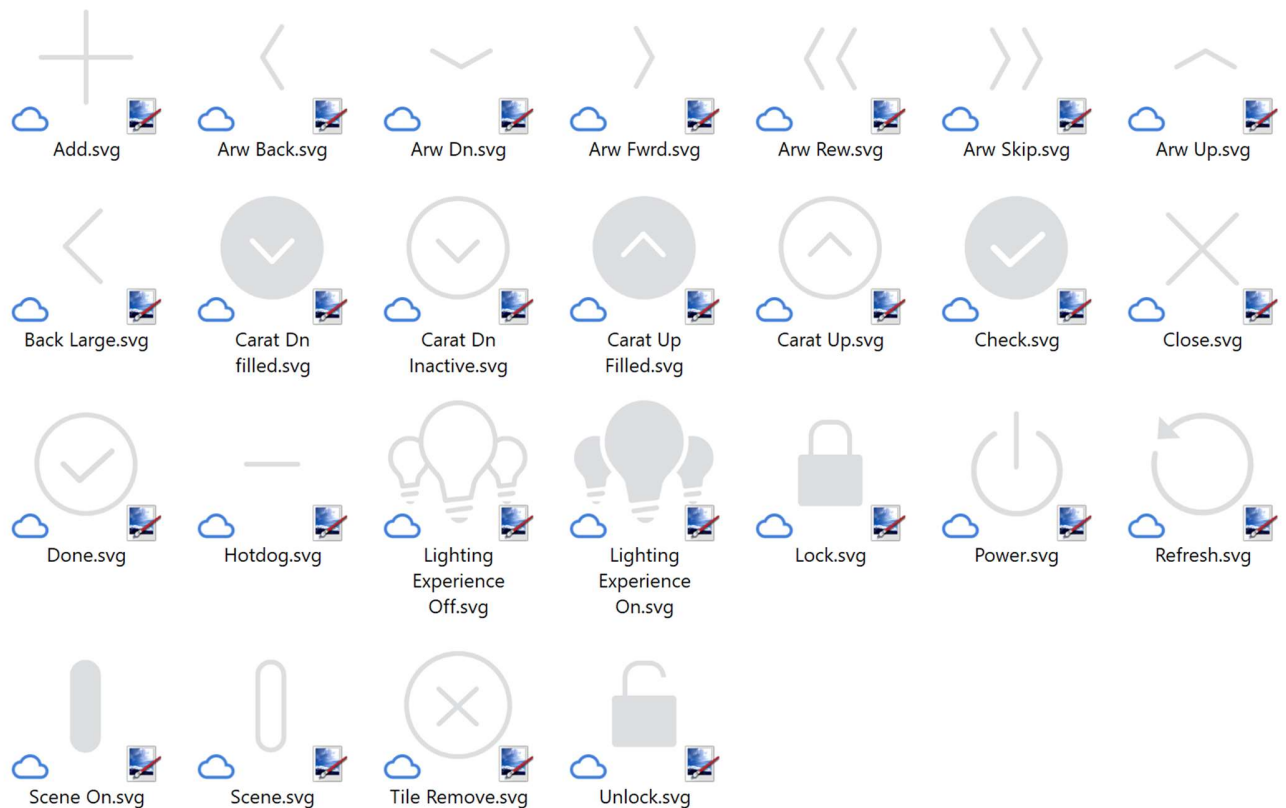 Add.svg
Arw Back.svg
Arw Dn.svg
Arw Fwrd.svg
Arw Rew.svg
Arw Skip.svg
Arw Up.svg
Back Large.svg
Carat Dn
filled.svg
Carat Dn
Inactive.svg
Carat Up
Filled.svg
Carat Up.svg
Check.svg
Close.svg
Done.svg
Hotdog.svg
Lighting
Experience
Off.svg
Lighting
Experience
On.svg
Lock.svg
Power.svg
Refresh.svg
Scene On.svg
Scene.svg
Tile Remove.svg
Unlock.svg